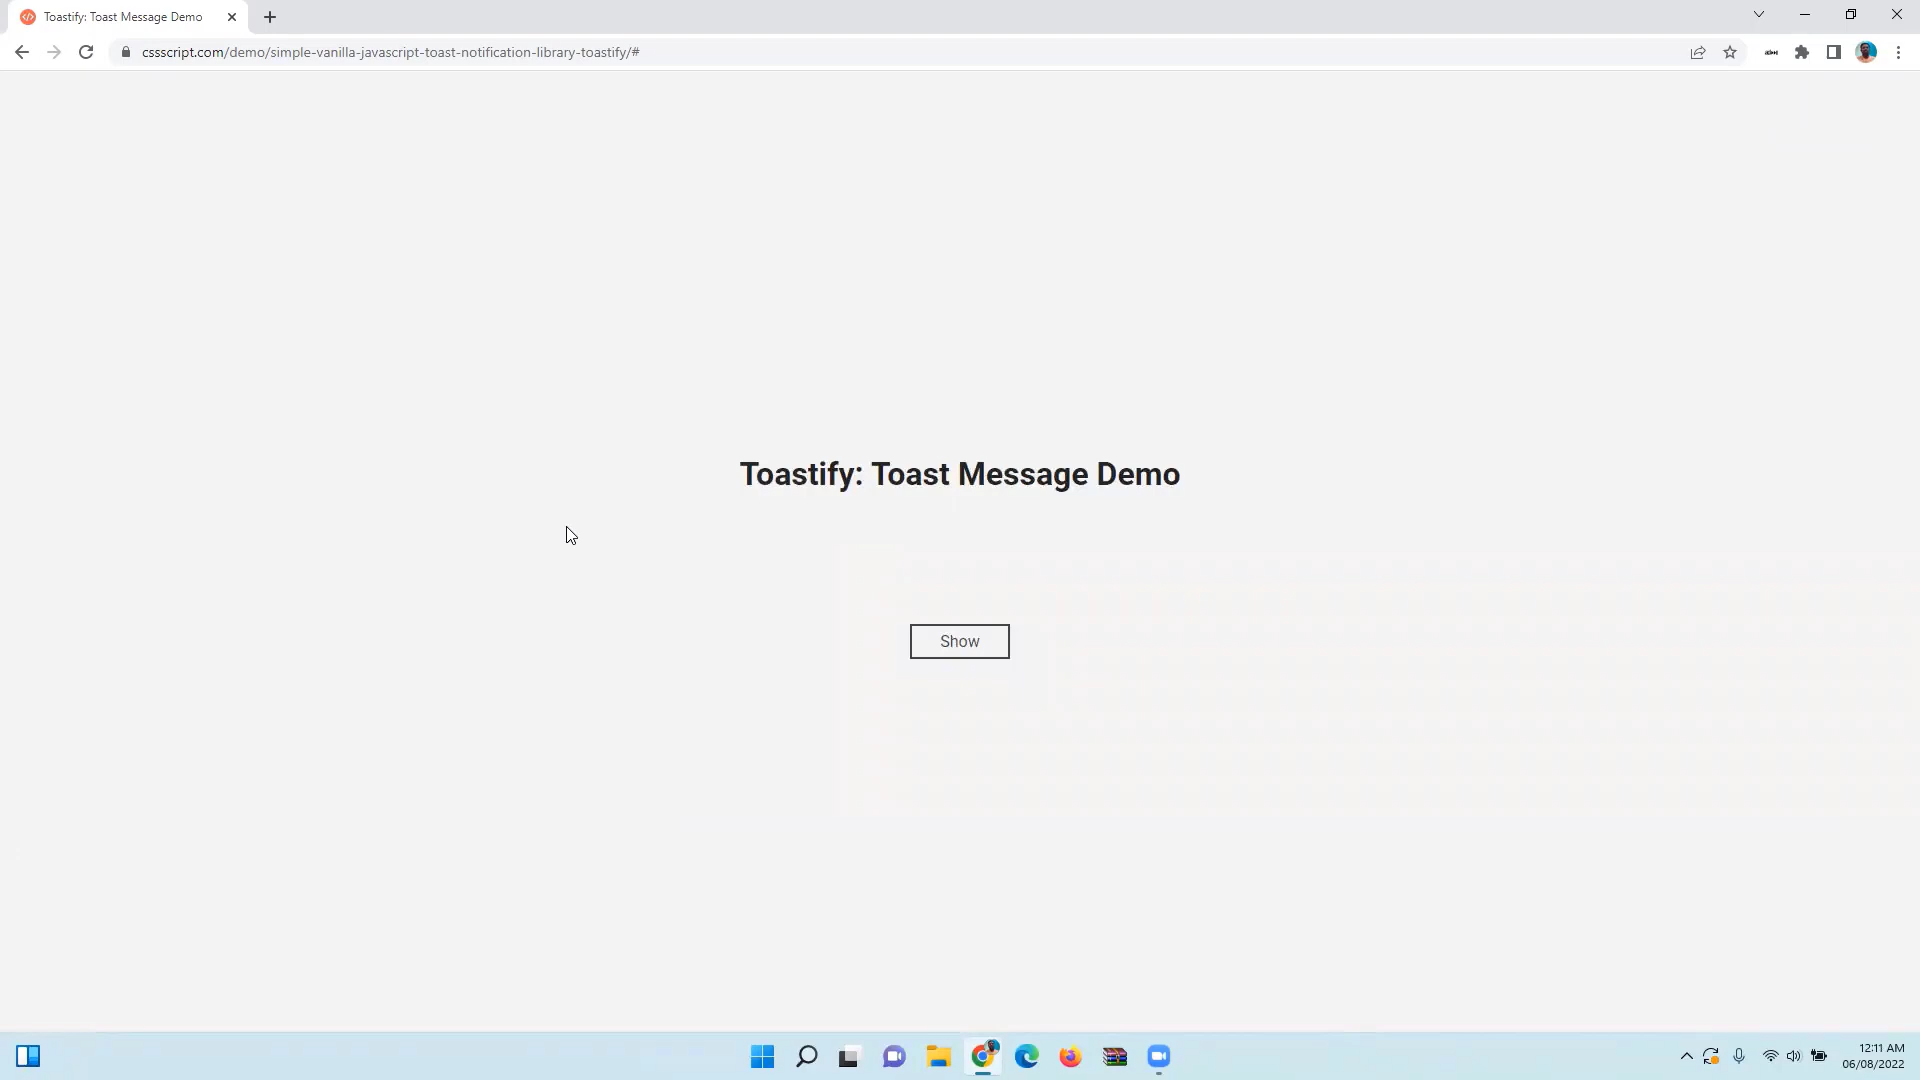 Toastify: Toast Message Demo
cssscript.com/demo/simple-vanilla-javascript-toast-notification-library-toastify/#
Toastify: Toast Message Demo
Show
12:11 AM
06/08/2022